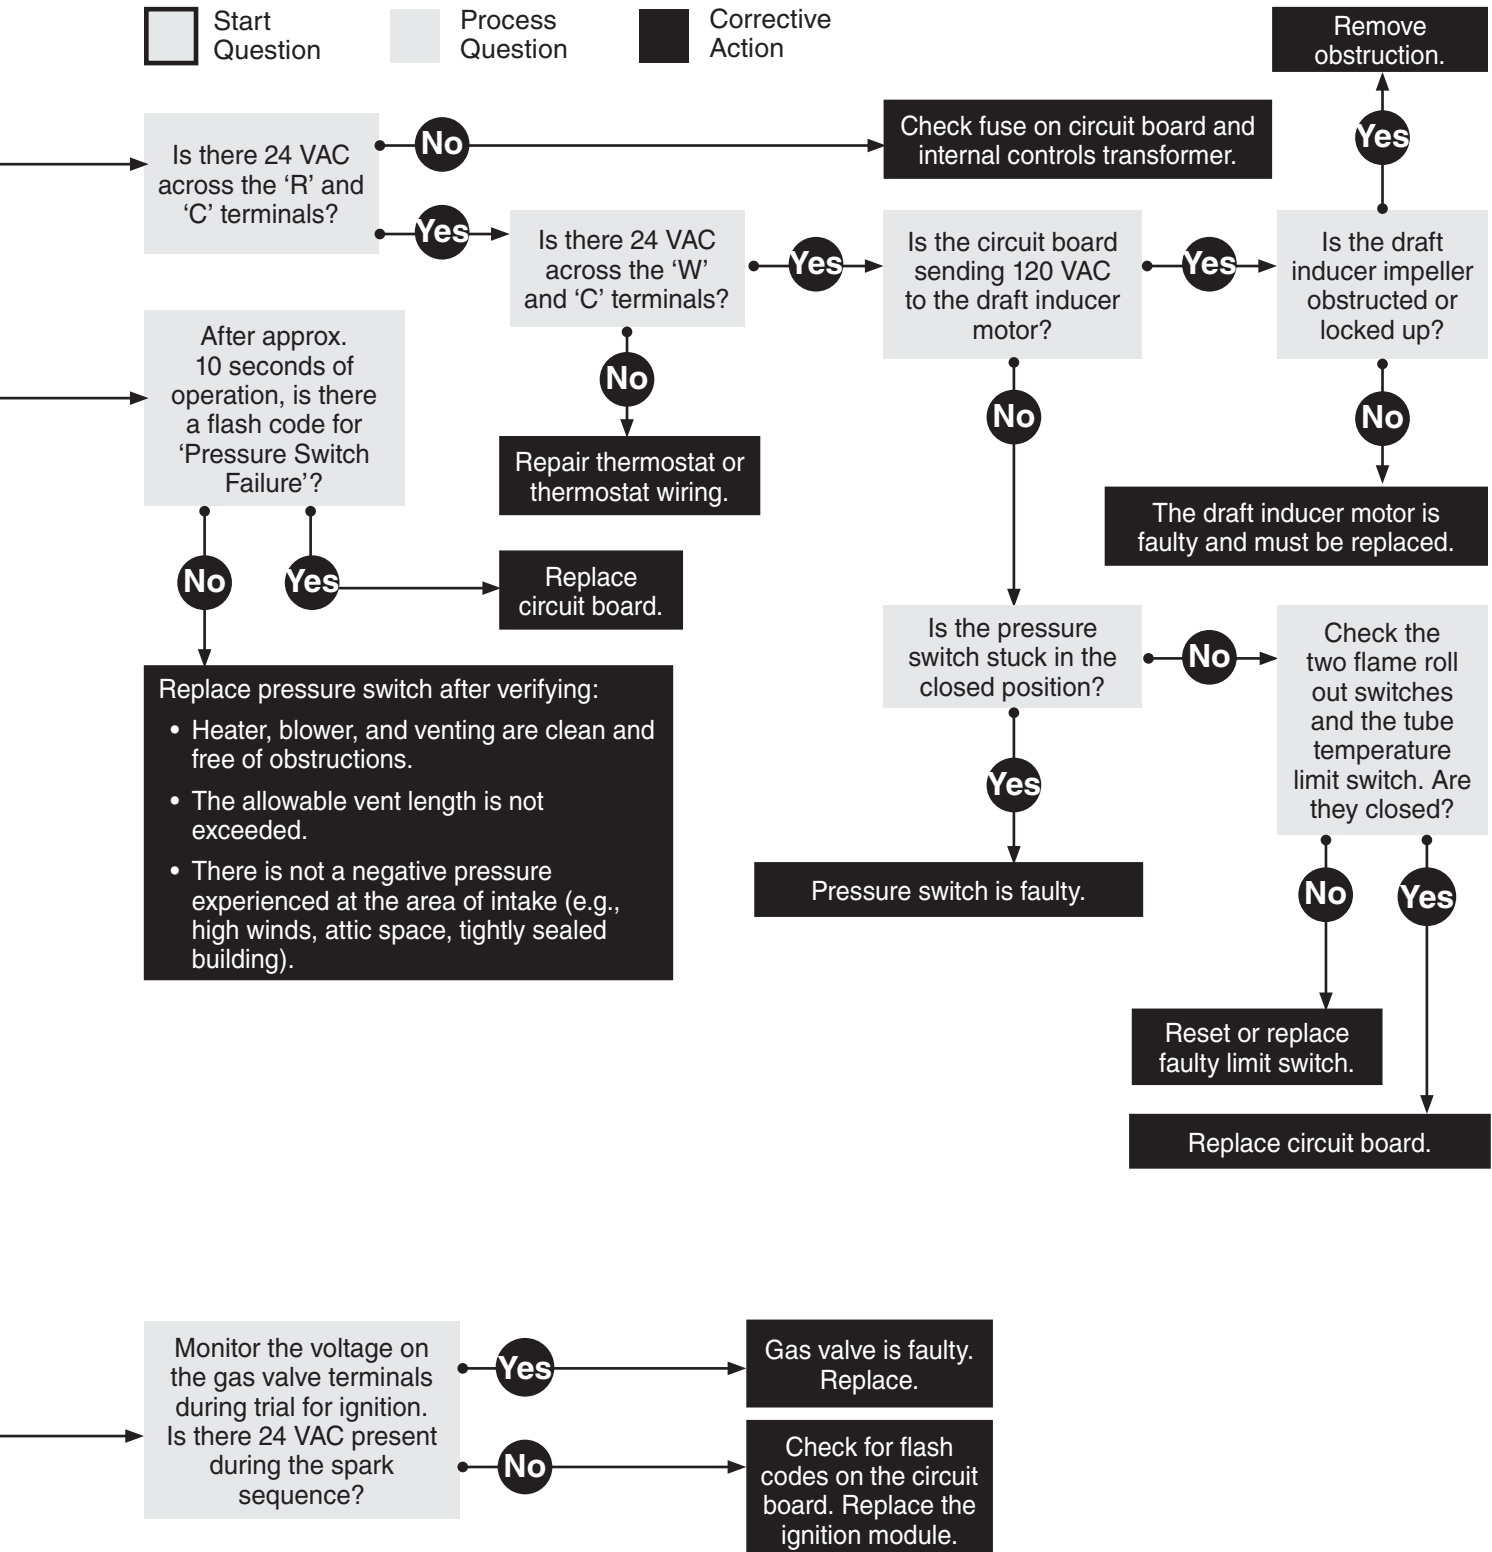 Start
Question
Process
Question
Corrective
Action
Remove
obstruction.
Yes
Is there 24 VAC
across the ‘R’ and
‘C’ terminals?
No
Check fuse on circuit board and
internal controls transformer.
Yes
Is there 24 VAC
across the ‘W’
and ‘C’ terminals?
Yes
Is the circuit board
sending 120 VAC
to the draft inducer
motor?
Yes
Is the draft
inducer impeller
obstructed or
locked up?
No
Repair thermostat or
thermostat wiring.
No
No
The draft inducer motor is
faulty and must be replaced.
After approx.
10 seconds of
operation, is there
a flash code for
‘Pressure Switch
Failure’?
No
Yes
Replace
circuit board.
Replace pressure switch after verifying:
• Heater, blower, and venting are clean and
free of obstructions.
• The allowable vent length is not
exceeded.
• There is not a negative pressure
experienced at the area of intake (e.g.,
high winds, attic space, tightly sealed
building).
Is the pressure
switch stuck in the
closed position?
No
Check the
two flame roll
out switches
and the tube
temperature
limit switch. Are
they closed?
Yes
Pressure switch is faulty.
No
Yes
Reset or replace
faulty limit switch.
Replace circuit board.
Monitor the voltage on
the gas valve terminals
during trial for ignition.
Is there 24 VAC present
during the spark
sequence?
Yes
Gas valve is faulty.
Replace.
No
Check for flash
codes on the circuit
board. Replace the
ignition module.